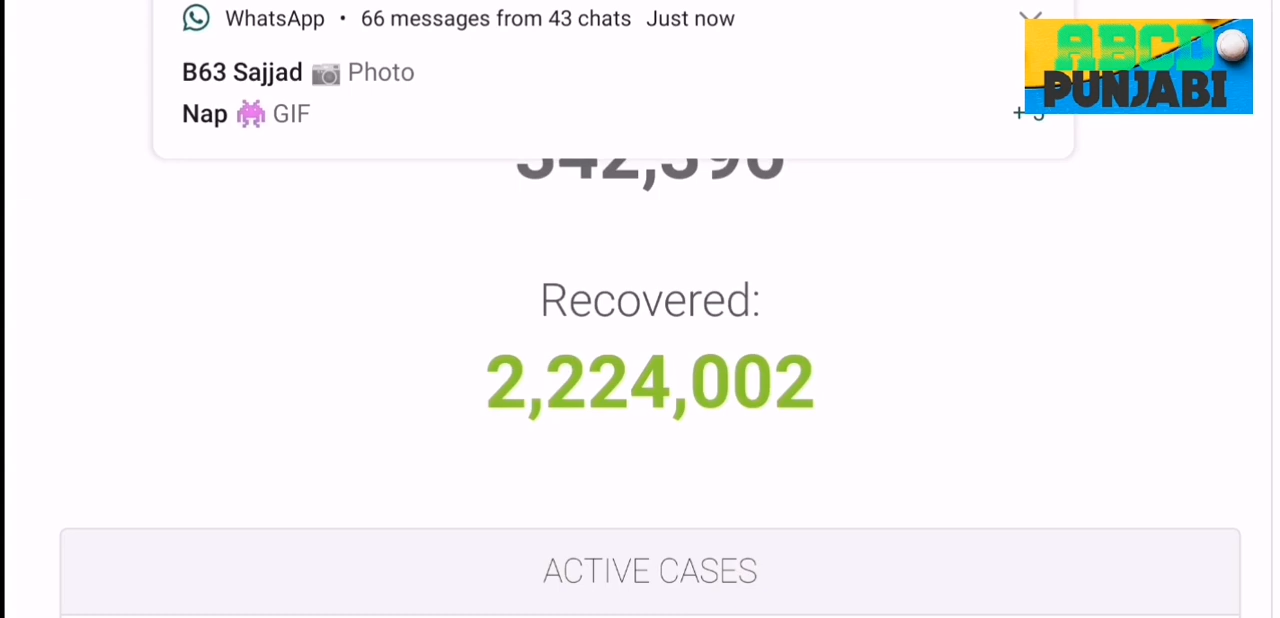 WhatsApp • 66 messages from 43 chats Just now
B63 Sajjad 📷 Photo
Nap 👾 GIF
ABCD
PUNJABI
Recovered:
2,224,002
ACTIVE CASES